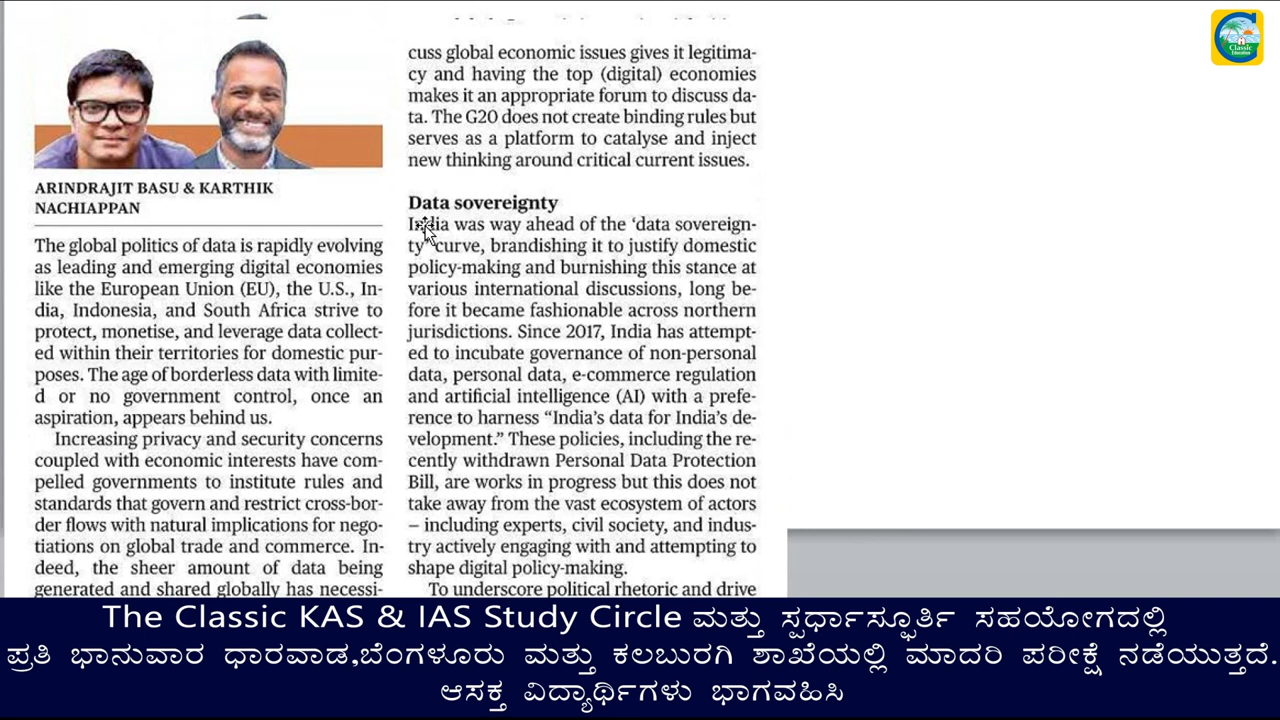 ARINDRAJIT BASU & KARTHIK
NACHIAPPAN
The global politics of data is rapidly evolving
as leading and emerging digital economies
like the European Union (EU), the U.S., In-
dia, Indonesia, and South Africa strive to
protect, monetise, and leverage data collect-
ed within their territories for domestic pur-
poses. The age of borderless data with limite-
d or no government control, once an
aspiration, appears behind us.
Increasing privacy and security concerns
coupled with economic interests have com-
pelled governments to institute rules and
standards that govern and restrict cross-bor-
der flows with natural implications for nego-
tiations on global trade and commerce. In-
deed, the sheer amount of data being
generated and shared globally has necessi-
cuss global economic issues gives it legitima-
cy and having the top (digital) economies
makes it an appropriate forum to discuss da-
ta. The G20 does not create binding rules but
serves as a platform to catalyse and inject
new thinking around critical current issues.
Data sovereignty
India was way ahead of the ‘data sovereign-
ty’ curve, brandishing it to justify domestic
policy-making and burnishing this stance at
various international discussions, long be-
fore it became fashionable across northern
jurisdictions. Since 2017, India has attempt-
ed to incubate governance of non-personal
data, personal data, e-commerce regulation
and artificial intelligence (AI) with a prefe-
rence to harness “India’s data for India’s de-
velopment.” These policies, including the re-
cently withdrawn Personal Data Protection
Bill, are works in progress but this does not
take away from the vast ecosystem of actors
– including experts, civil society, and indus-
try actively engaging with and attempting to
shape digital policy-making.
To underscore political rhetoric and drive
Classic
Education
The Classic KAS & IAS Study Circle ಮತ್ತು ಸ್ಪರ್ಧಾಸ್ಫೂರ್ತಿ ಸಹಯೋಗದಲ್ಲಿ
ಪ್ರತಿ ಭಾನುವಾರ ಧಾರವಾಡ,ಬೆಂಗಳೂರು ಮತ್ತು ಕಲಬುರಗಿ ಶಾಖೆಯಲ್ಲಿ ಮಾದರಿ ಪರೀಕ್ಷೆ ನಡೆಯುತ್ತದೆ.
ಆಸಕ್ತ ವಿದ್ಯಾರ್ಥಿಗಳು ಭಾಗವಹಿಸಿ